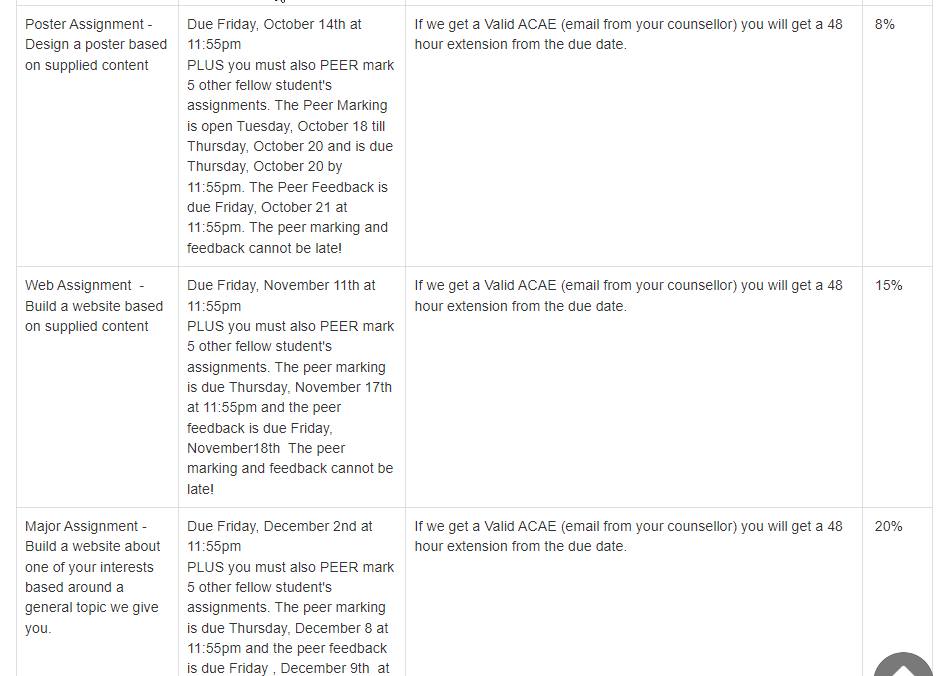 Poster Assignment -
Design a poster based
on supplied content
Due Friday, October 14th at
11:55pm
PLUS you must also PEER mark
5 other fellow student's
assignments. The Peer Marking
is open Tuesday, October 18 till
Thursday, October 20 and is due
Thursday, October 20 by
11:55pm. The Peer Feedback is
due Friday, October 21 at
11:55pm. The peer marking and
feedback cannot be late!
If we get a Valid ACAE (email from your counsellor) you will get a 48
hour extension from the due date.
8%
Web Assignment -
Build a website based
on supplied content
Due Friday, November 11th at
11:55pm
PLUS you must also PEER mark
5 other fellow student's
assignments. The peer marking
is due Thursday, November 17th
at 11:55pm and the peer
feedback is due Friday,
November18th The peer
marking and feedback cannot be
late!
If we get a Valid ACAE (email from your counsellor) you will get a 48
hour extension from the due date.
15%
Major Assignment -
Build a website about
one of your interests
based around a
general topic we give
you.
Due Friday, December 2nd at
11:55pm
PLUS you must also PEER mark
5 other fellow student's
assignments. The peer marking
is due Thursday, December 8 at
11:55pm and the peer feedback
is due Friday , December 9th at
If we get a Valid ACAE (email from your counsellor) you will get a 48
hour extension from the due date.
20%